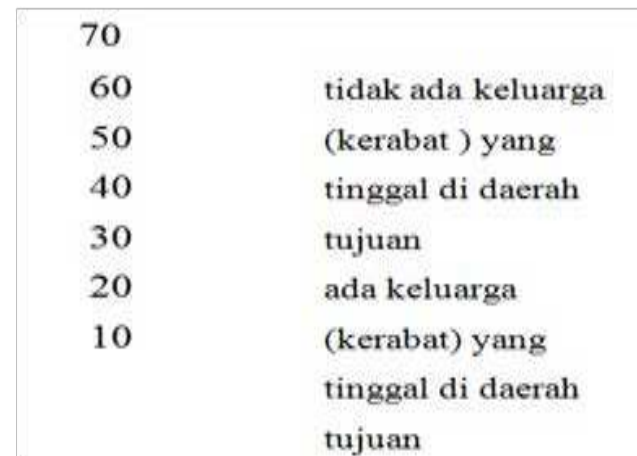 70
60 tidak ada keluarga
50 (kerabat ) yang
40 tinggal di daerah
30 tujuan
20 ada keluarga
10 (kerabat) yang
tinggal di daerah
tujuan